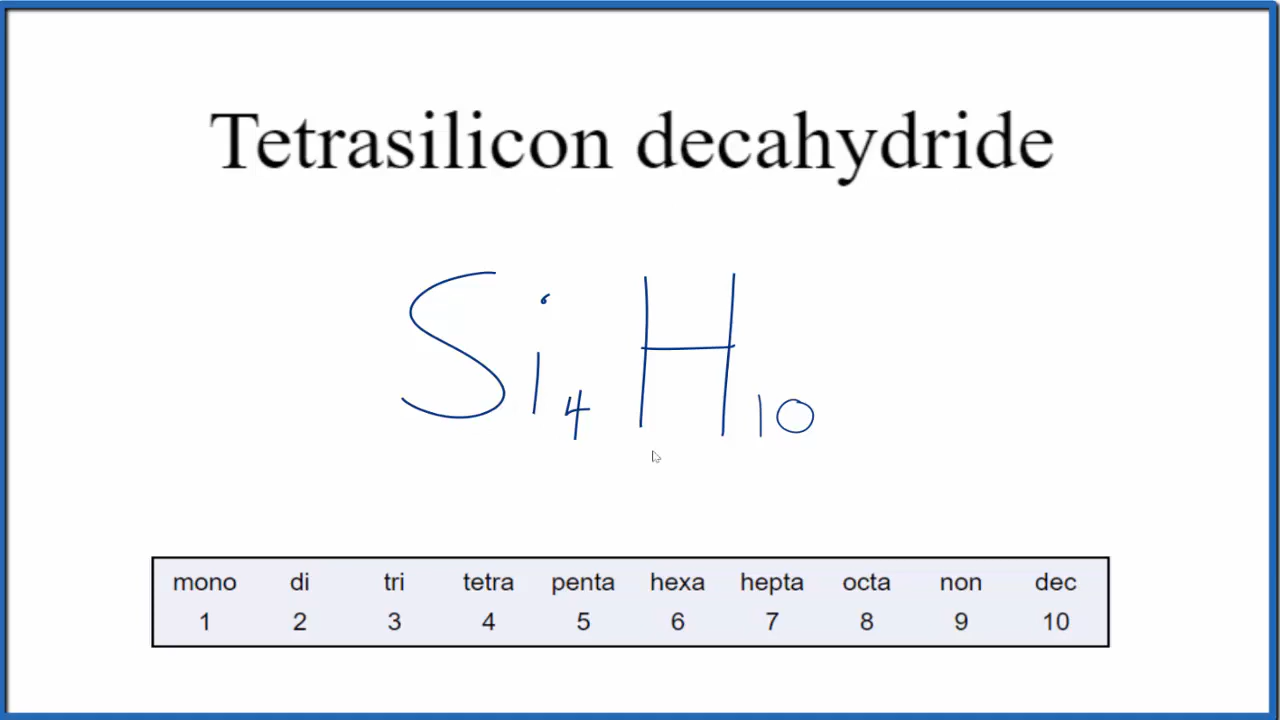 Tetrasilicon decahydride
Si₄H₁₀
mono di tri tetra penta hexa hepta octa non dec
1 2 3 4 5 6 7 8 9 10